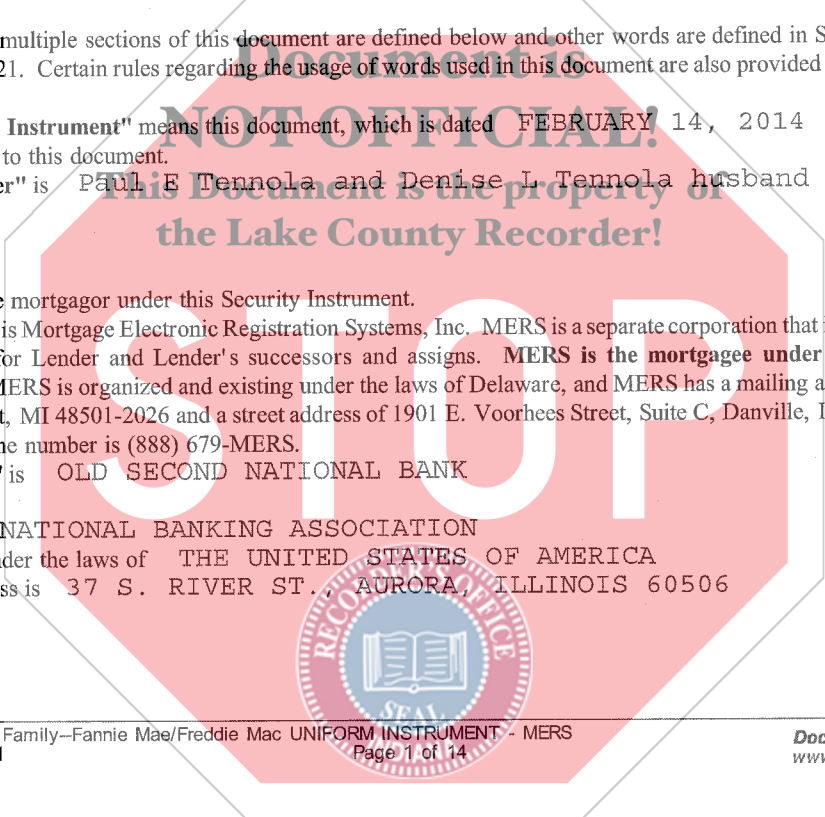 multiple sections of this document are defined below and other words are defined in S
21. Certain rules regarding the usage of words used in this document are also provided
Document is
NOT OFFICIAL!
Instrument" means this document, which is dated FEBRUARY 14, 2014
to this document.
er" is Paul E Tennola and Denise L Tennola husband
This Document is the property of
the Lake County Recorder!
e mortgagor under this Security Instrument.
is Mortgage Electronic Registration Systems, Inc. MERS is a separate corporation that i
for Lender and Lender's successors and assigns. MERS is the mortgagee under
MERS is organized and existing under the laws of Delaware, and MERS has a mailing a
t, MI 48501-2026 and a street address of 1901 E. Voorhees Street, Suite C, Danville, I
ne number is (888) 679-MERS.
STOP
" is OLD SECOND NATIONAL BANK
NATIONAL BANKING ASSOCIATION
nder the laws of THE UNITED STATES OF AMERICA
ss is 37 S. RIVER ST., AURORA, ILLINOIS 60506
RECORDER'S OFFICE
SEAL
INDIANA
Family--Fannie Mae/Freddie Mac UNIFORM INSTRUMENT - MERS
Page 1 of 14
Doc
www